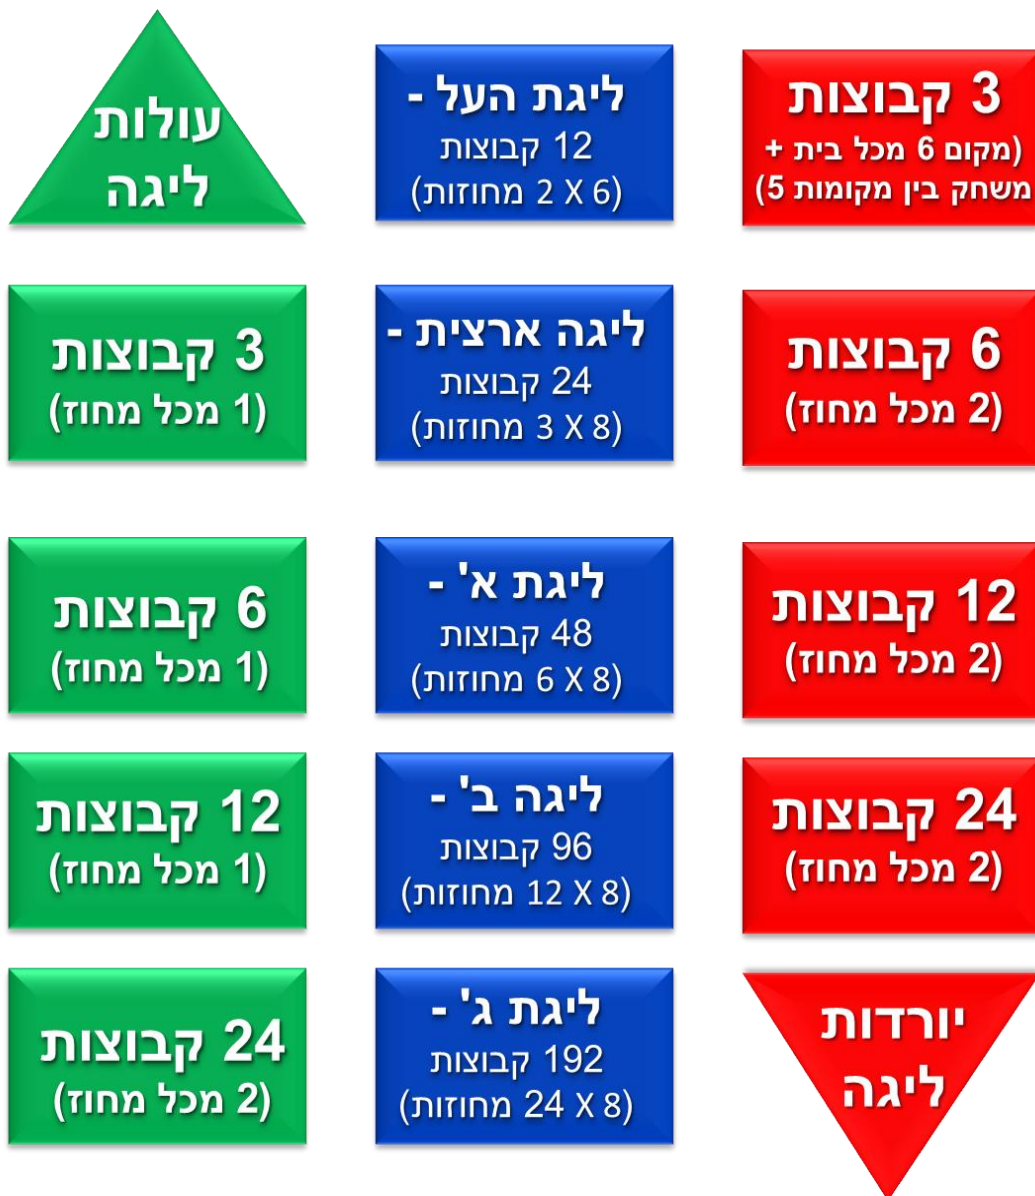 3 קבוצות
(מקום 6 מכל בית +
משחק בין מקומות 5)
ליגת העל -
12 קבוצות
(6 X 2 מחוזות)
עולות
ליגה
6 קבוצות
(2 מכל מחוז)
ליגה ארצית -
24 קבוצות
(8 X 3 מחוזות)
3 קבוצות
(1 מכל מחוז)
12 קבוצות
(2 מכל מחוז)
ליגת א' -
48 קבוצות
(8 X 6 מחוזות)
6 קבוצות
(1 מכל מחוז)
24 קבוצות
(2 מכל מחוז)
ליגה ב' -
96 קבוצות
(8 X 12 מחוזות)
12 קבוצות
(1 מכל מחוז)
יורדות
ליגה
ליגת ג' -
192 קבוצות
(8 X 24 מחוזות)
24 קבוצות
(2 מכל מחוז)